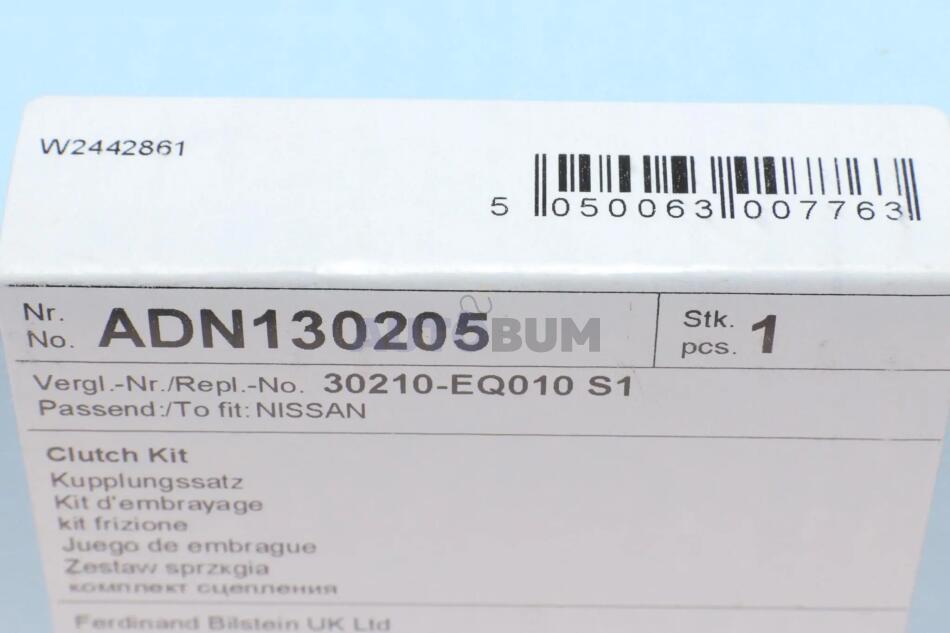 W2442861
5 050063 007763
Nr.
No. ADN130205
Stk.
pcs. 1
AUTOBUM
Vergl.-Nr./Repl.-No. 30210-EQ010 S1
Passend:/To fit: NISSAN
Clutch Kit
Kupplungssatz
Kit d'embrayage
kit frizione
Juego de embrague
Zestaw sprzкgia
комплект сцепления
Ferdinand Bilstein UK Ltd